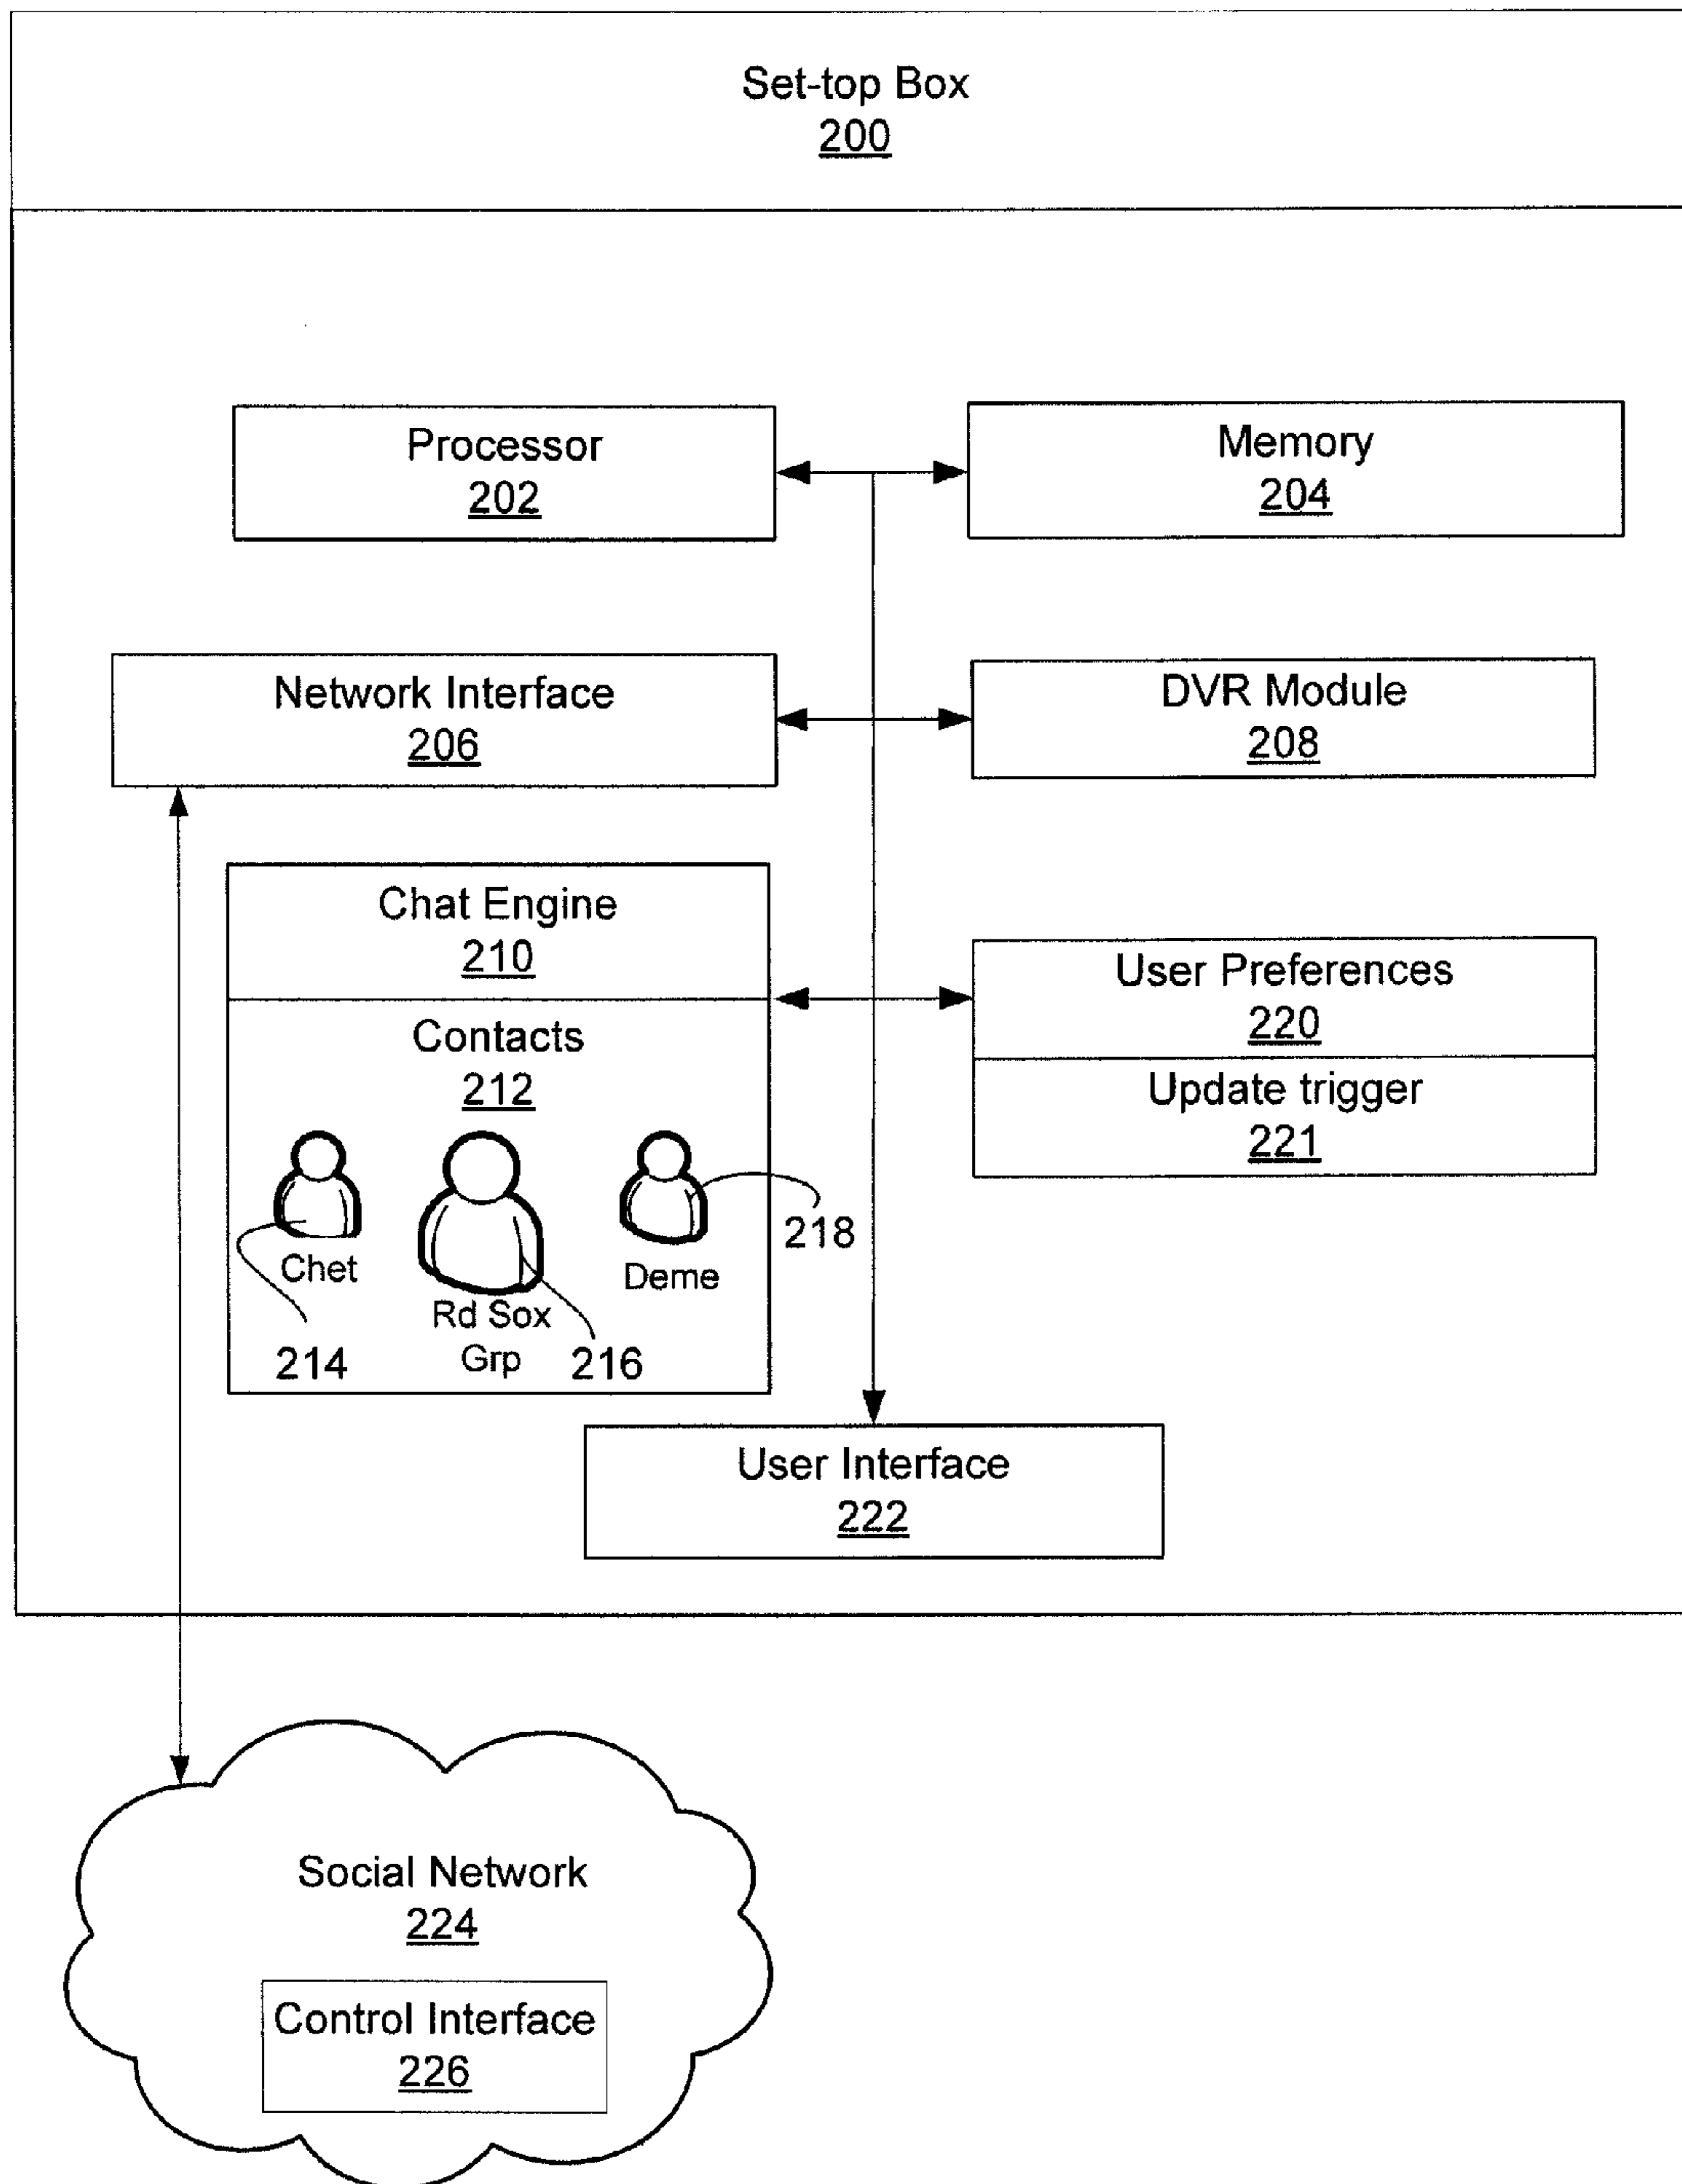 Set-top Box
200
Processor
202
Memory
204
Network Interface
206
DVR Module
208
Chat Engine
210
User Preferences
220
Contacts
212
Update trigger
221
218
Chet
Deme
Rd Sox
214
Grp
216
User Interface
222
Social Network
224
Control Interface
226